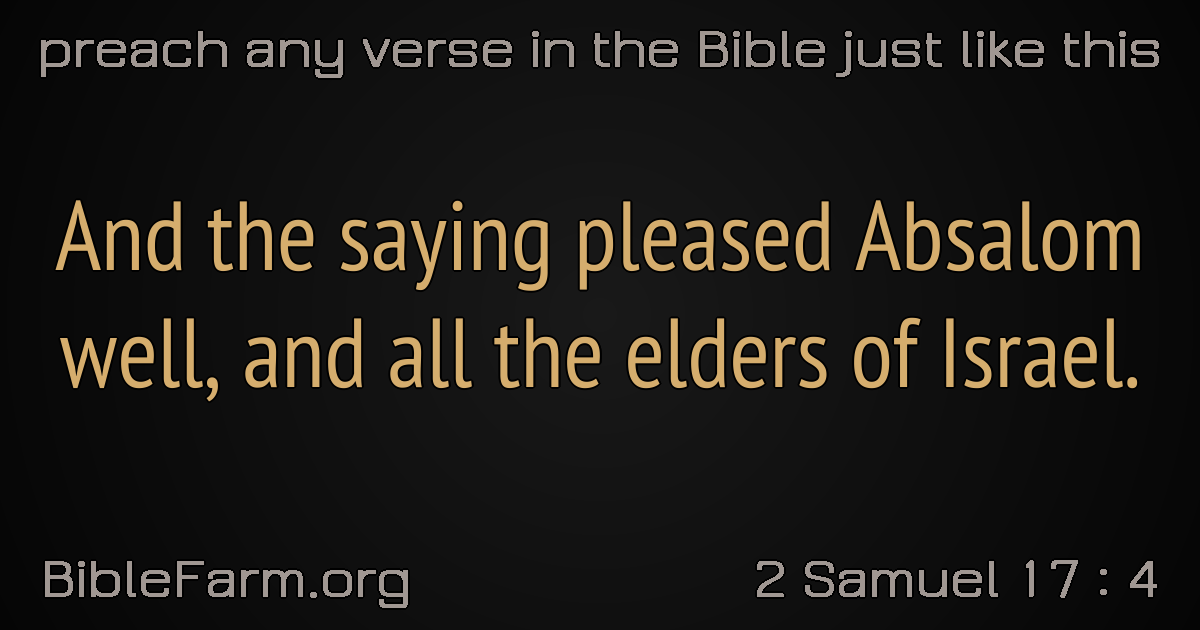 preach any verse in the Bible just like this
And the saying pleased Absalom
well, and all the elders of Israel.
BibleFarm.org
2 Samuel 17 : 4